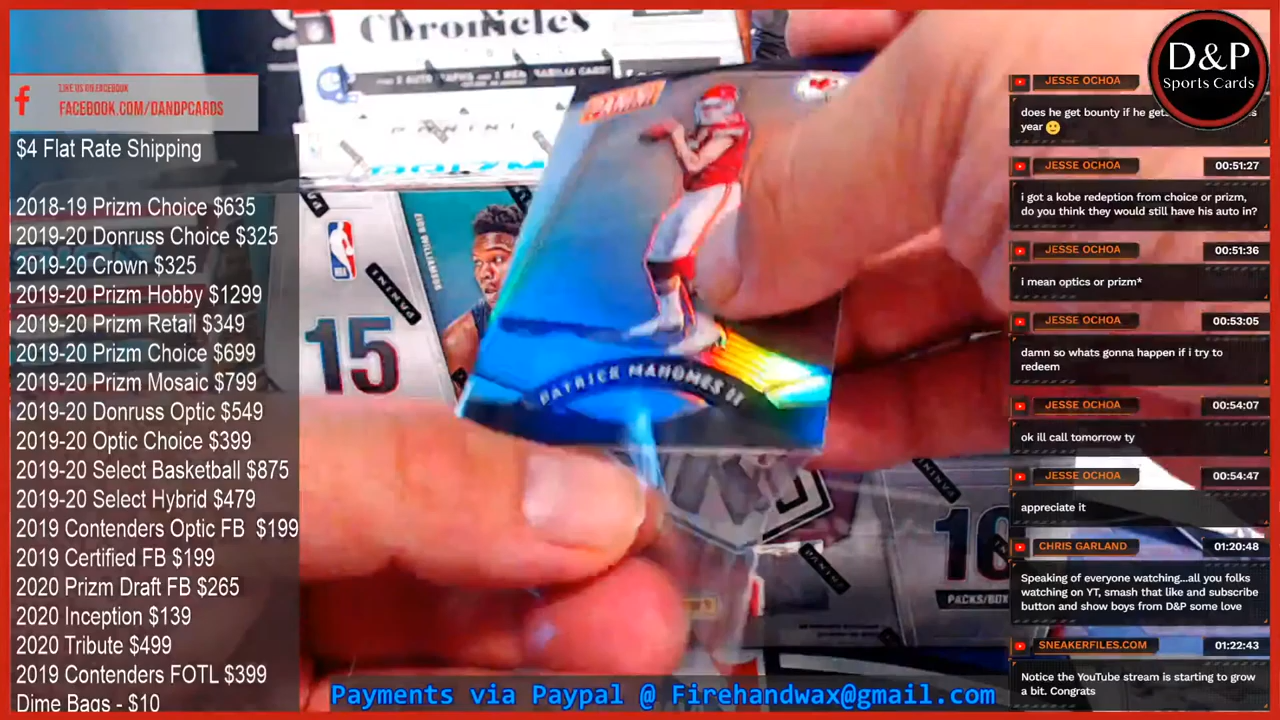 Chronicles
PANINI
LIKE US ON FACEBOOK
FACEBOOK.COM/DANDPCARDS
$4 Flat Rate Shipping
2018-19 Prizm Choice $635
2019-20 Donruss Choice $325
2019-20 Crown $325
2019-20 Prizm Hobby $1299
2019-20 Prizm Retail $349
2019-20 Prizm Choice $699
2019-20 Prizm Mosaic $799
2019-20 Donruss Optic $549
2019-20 Optic Choice $399
2019-20 Select Basketball $875
2019-20 Select Hybrid $479
2019 Contenders Optic FB $199
2019 Certified FB $199
2020 Prizm Draft FB $265
2020 Inception $139
2020 Tribute $499
2019 Contenders FOTL $399
Dime Bags - $10
PANINI
ZION WILLIAMSON
NBA
PANINI
15
PATRICK MAHOMES II
PANINI
16
PANINI
PACKS/BOX
Payments via Paypal @ Firehandwax@gmail.com
D&P
Sports Cards
JESSE OCHOA
does he get bounty if he gets
year
JESSE OCHOA
00:51:27
i got a kobe redeption from choice or prizm,
do you think they would still have his auto in?
JESSE OCHOA
00:51:36
i mean optics or prizm*
JESSE OCHOA
00:53:05
damn so whats gonna happen if i try to
redeem
JESSE OCHOA
00:54:07
ok ill call tomorrow ty
JESSE OCHOA
00:54:47
appreciate it
CHRIS GARLAND
01:20:48
Speaking of everyone watching...all you folks
watching on YT, smash that like and subscribe
button and show boys from D&P some love
SNEAKERFILES.COM
01:22:43
Notice the YouTube stream is starting to grow
a bit. Congrats